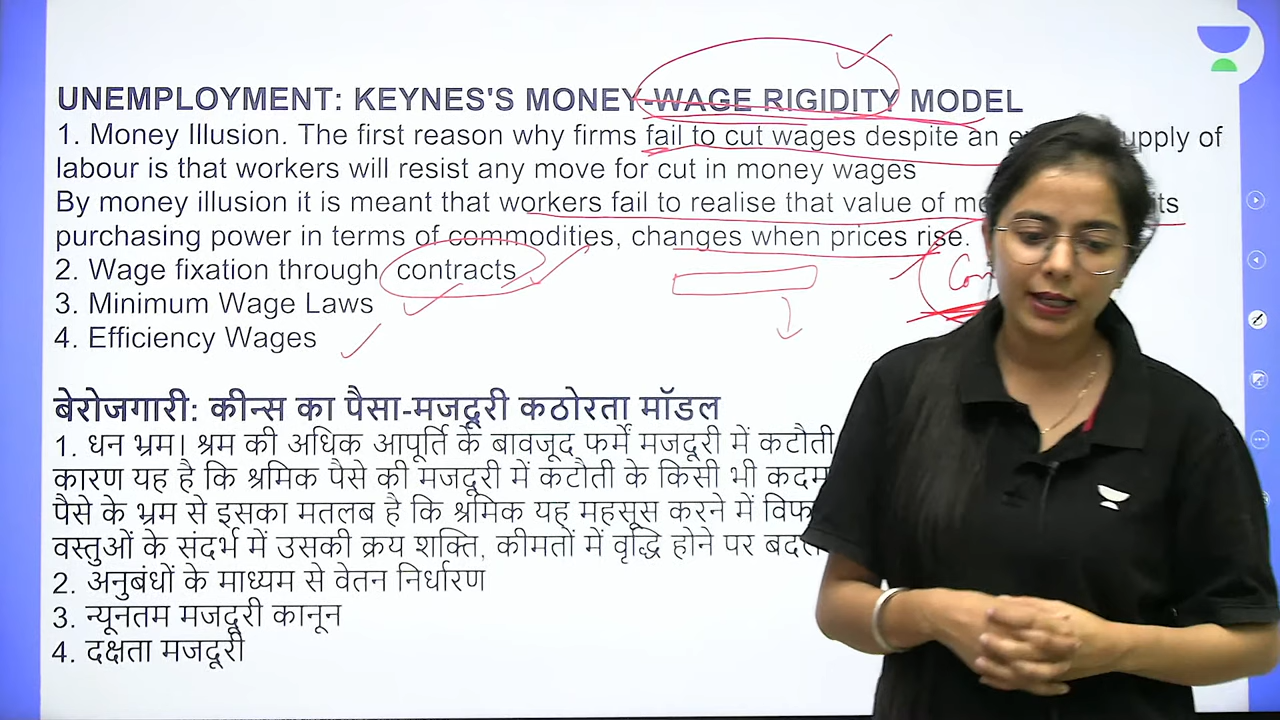 UNEMPLOYMENT: KEYNES'S MONEY-WAGE RIGIDITY MODEL
1. Money Illusion. The first reason why firms fail to cut wages despite an supply of
labour is that workers will resist any move for cut in money wages
By money illusion it is meant that workers fail to realise that value of its
purchasing power in terms of commodities, changes when prices rise.
2. Wage fixation through contracts
3. Minimum Wage Laws
4. Efficiency Wages
बेरोजगारी: कीन्स का पैसा-मजदूरी कठोरता मॉडल
1. धन भ्रम। श्रम की अधिक आपूर्ति के बावजूद फर्में मजदूरी में कटौती
कारण यह है कि श्रमिक पैसे की मजदूरी में कटौती के किसी भी कदम
पैसे के भ्रम से इसका मतलब है कि श्रमिक यह महसूस करने में
वस्तुओं के संदर्भ में उसकी क्रय शक्ति, कीमतों में वृद्धि होने पर
2. अनुबंधों के माध्यम से वेतन निर्धारण
3. न्यूनतम मजदूरी कानून
4. दक्षता मजदूरी